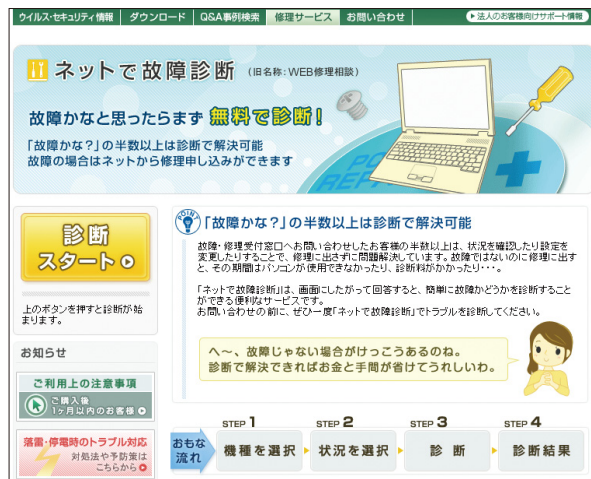 ウイルス・セキュリティ情報 ダウンロード Q&A事例検索 修理サービス お問い合わせ 法人のお客様向けサポート情報
ネットで故障診断 (旧名称:WEB修理相談)
故障かなと思ったらまず 無料で診断!
「故障かな?」の半数以上は診断で解決可能
故障の場合はネットから修理申し込みができます
診断
スタート
上のボタンを押すと診断が始
まります。
お知らせ
ご利用上の注意事項
ご購入後
1ヶ月以内のお客様
落雷・停電時のトラブル対応
対処法や予防策は
こちらから
POINT
「故障かな?」の半数以上は診断で解決可能
故障・修理受付窓口へお問い合わせしたお客様の半数以上は、状況を確認したり設定を
変更したりすることで、修理に出さずに問題解決しています。故障ではないのに修理に出す
と、その期間はパソコンが使用できなかったり、診断料がかかったり・・・。
「ネットで故障診断」は、画面にしたがって回答すると、簡単に故障かどうかを診断すること
ができる便利なサービスです。
お問い合わせの前に、ぜひ一度「ネットで故障診断」でトラブルを診断してください。
へ～、故障じゃない場合がけっこうあるのね。
診断で解決できればお金と手間が省けてうれしいわ。
おもな
流れ
STEP 1
機種を選択
STEP 2
状況を選択
STEP 3
診断
STEP 4
診断結果